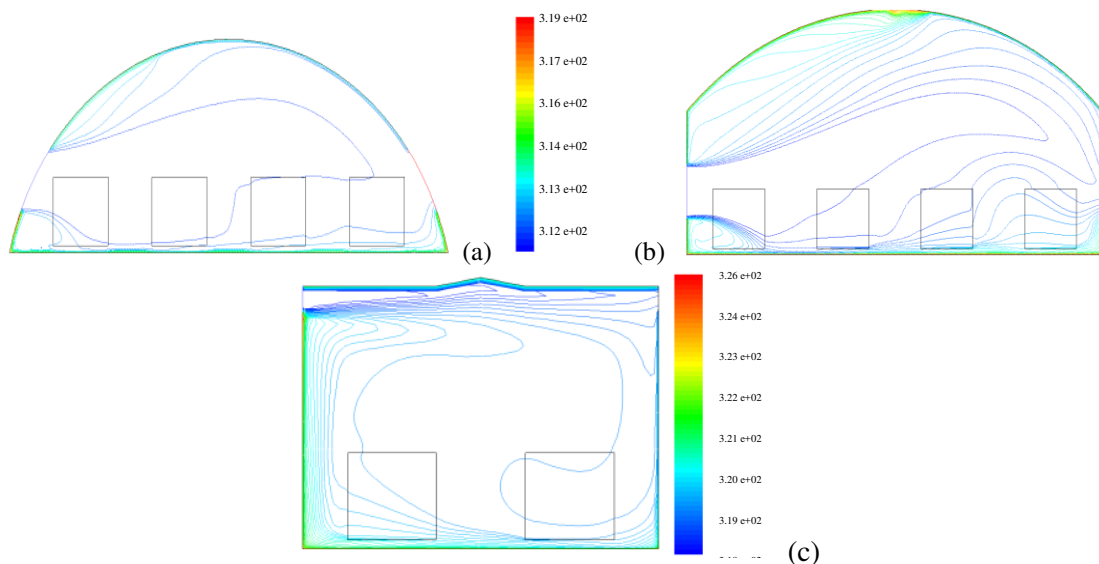 3.19 e+02
3.17 e+02
3.16 e+02
3.14 e+02
3.13 e+02
3.12 e+02
(a)
(b)
3.26 e+02
3.25 e+02
3.23 e+02
3.22 e+02
3.21 e+02
3.20 e+02
3.19 e+02
(c)